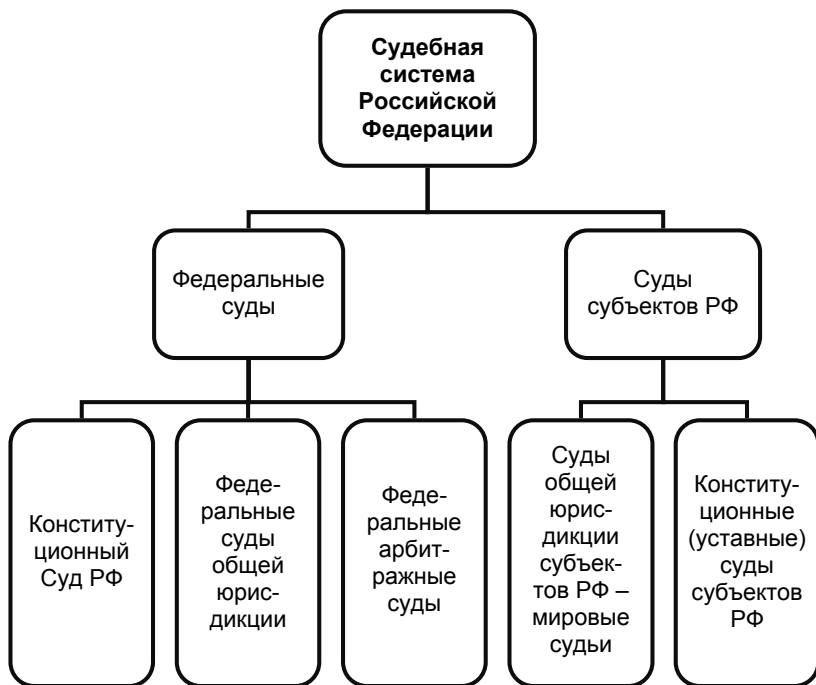 Судебная
система
Российской
Федерации
Федеральные
суды
Суды
субъектов РФ
Конститу-
ционный
Суд РФ
Феде-
ральные
суды
общей
юрис-
дикции
Феде-
ральные
арбит-
ражные
суды
Суды
общей
юрис-
дикции
субъек-
тов РФ –
мировые
судьи
Конститу-
ционные
(уставные)
суды
субъектов
РФ